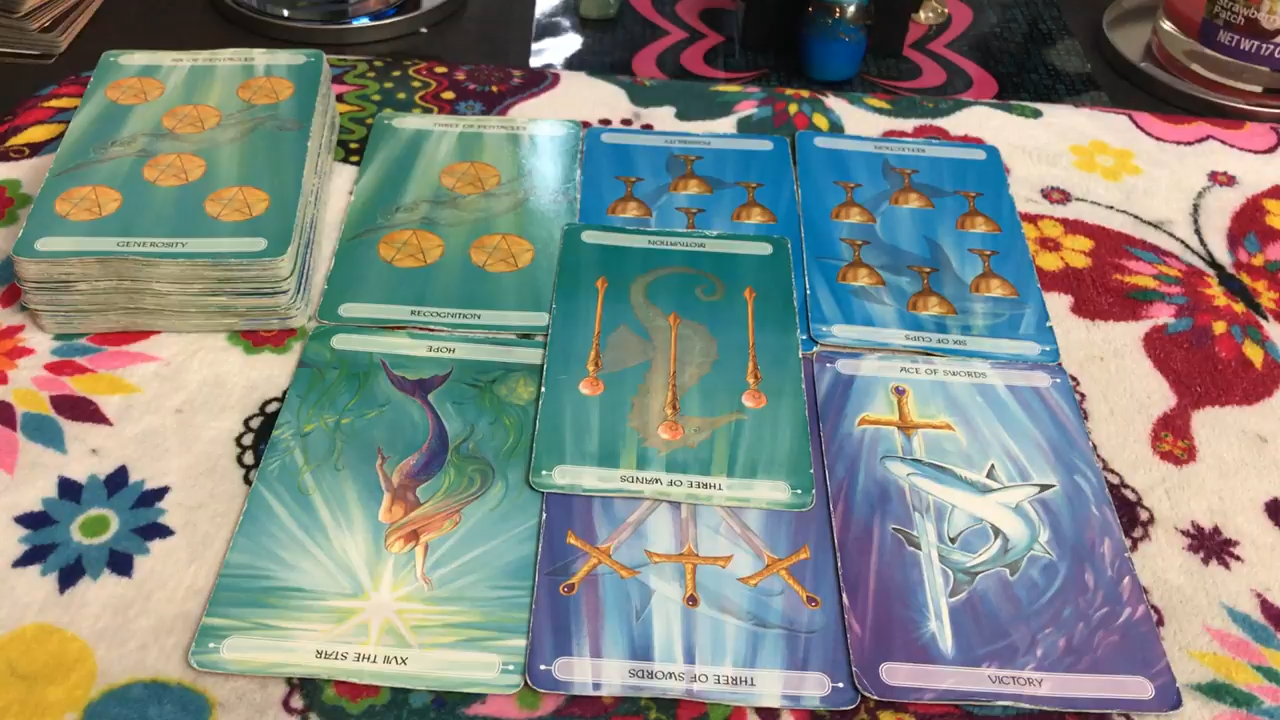 Strawberry
Patch
NET WT 17 O
SIX OF PENTACLES
GENEROSITY
THREE OF PENTACLES
RECOGNITION
POSSIBILITY
REFLECTION
SIX OF CUPS
MOTIVATION
THREE OF WANDS
HOPE
XVII THE STAR
THREE OF SWORDS
ACE OF SWORDS
VICTORY